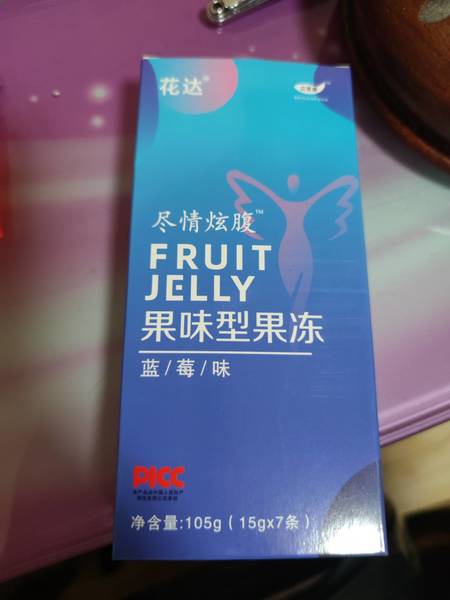 花达
尽情炫腹™
FRUIT
JELLY
果味型果冻
蓝/莓/味
PICC
净含量:105g(15gx7条)